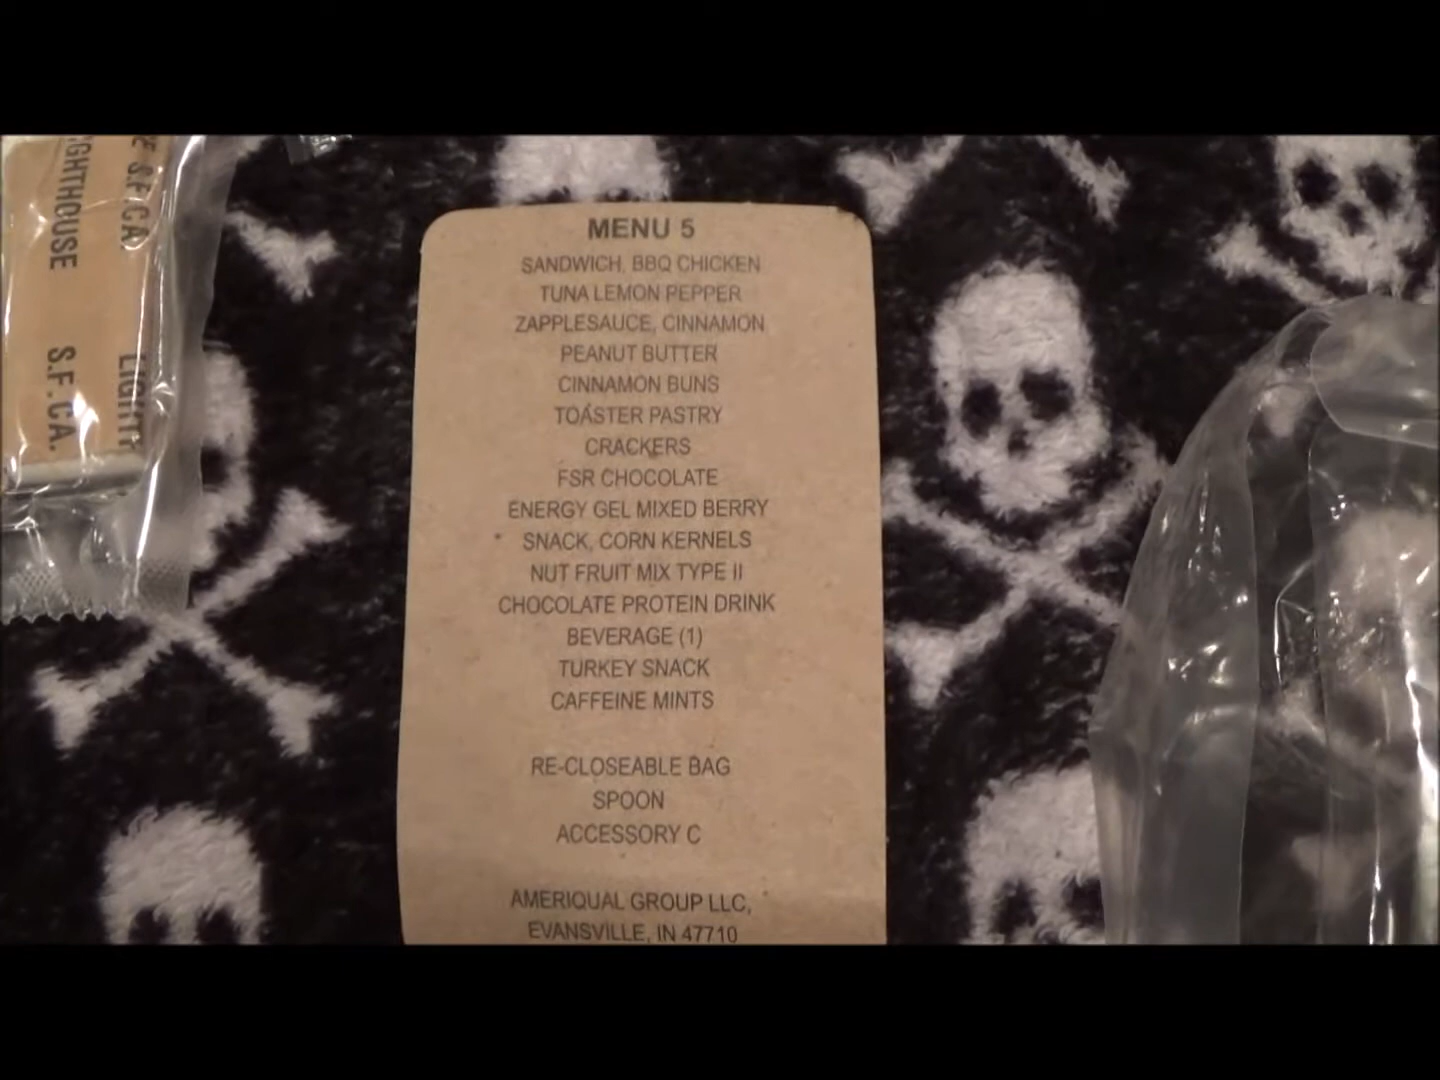 MENU 5
SANDWICH, BBQ CHICKEN
TUNA LEMON PEPPER
ZAPPLESAUCE, CINNAMON
PEANUT BUTTER
CINNAMON BUNS
TOASTER PASTRY
CRACKERS
FSR CHOCOLATE
ENERGY GEL MIXED BERRY
SNACK, CORN KERNELS
NUT FRUIT MIX TYPE II
CHOCOLATE PROTEIN DRINK
BEVERAGE (1)
TURKEY SNACK
CAFFEINE MINTS
RE-CLOSEABLE BAG
SPOON
ACCESSORY C
AMERIQUAL GROUP LLC,
EVANSVILLE, IN 47710
S.F.CA.
LIGHTH
GHTHOUSE S.F.CA.